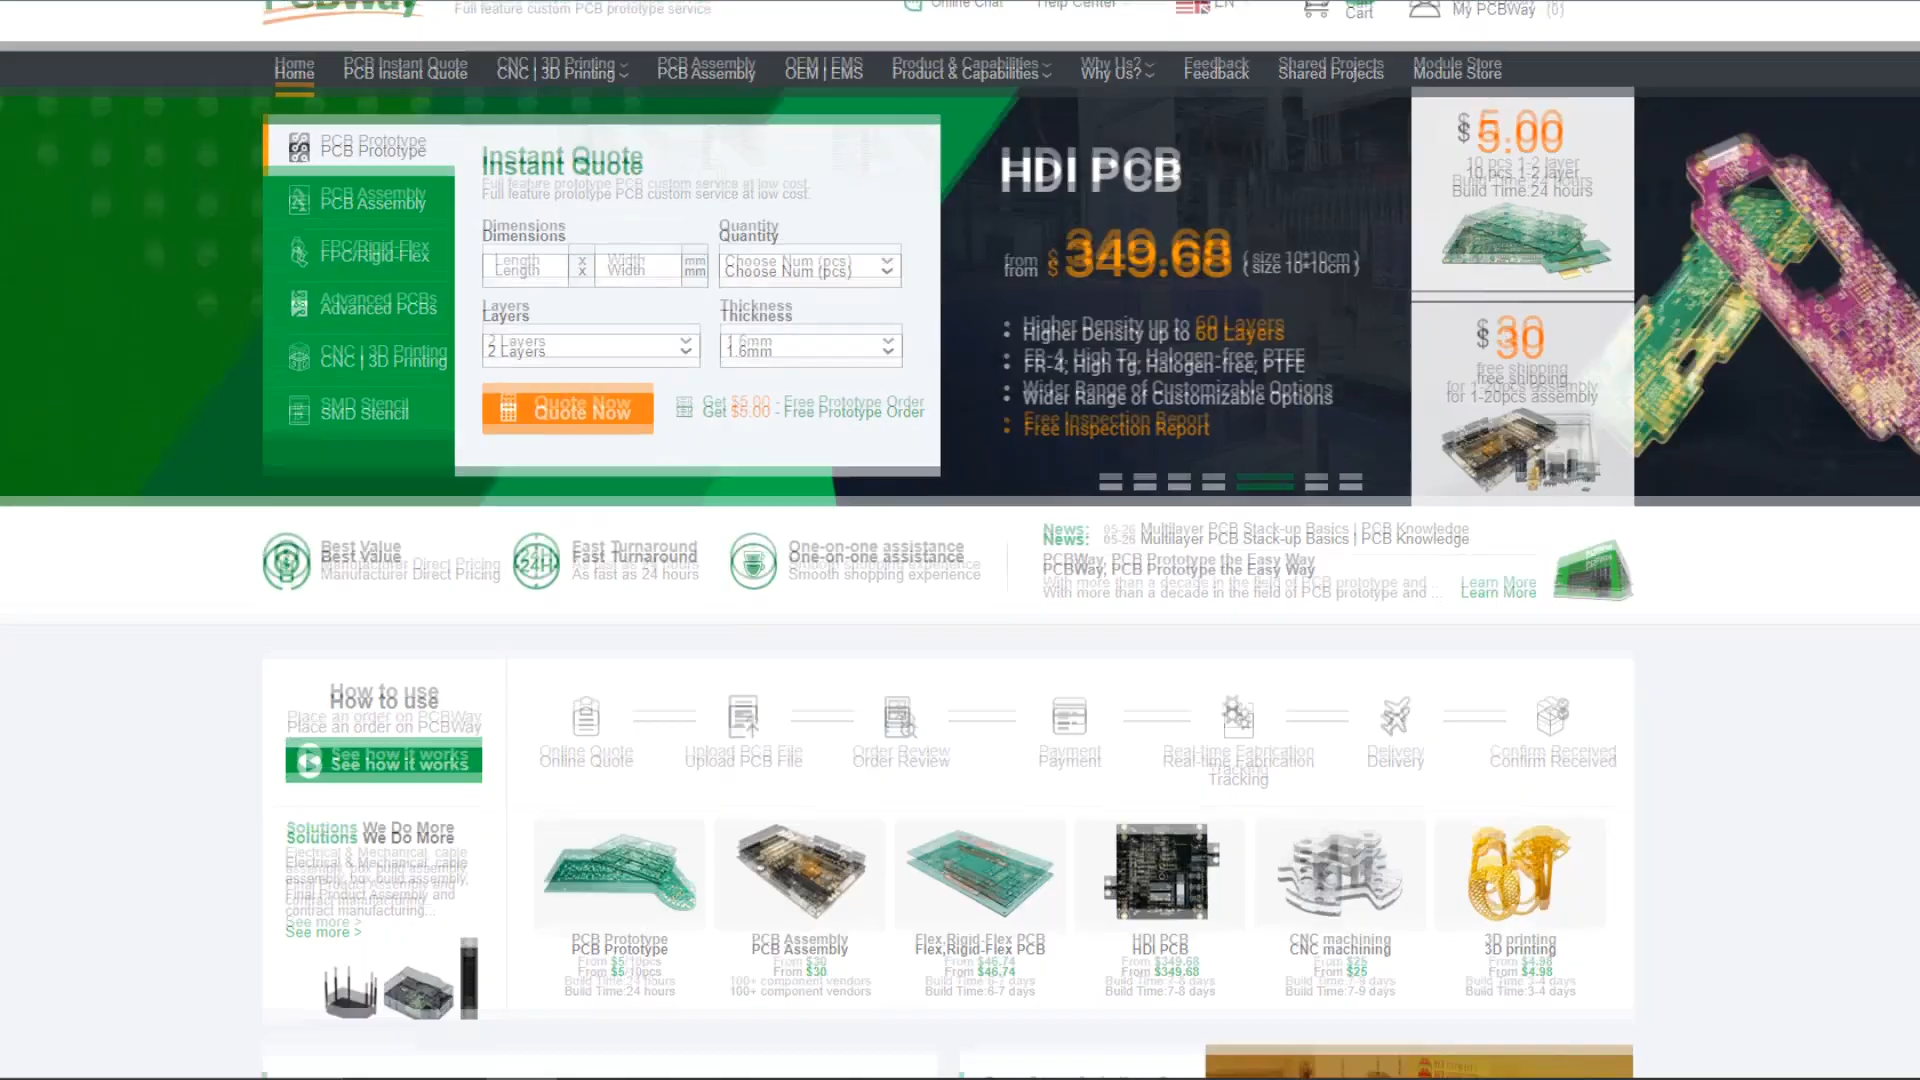 PCBWay
Full feature custom PCB prototype service
Online Chat
Help Center
EN
Cart
My PCBWay (0)
Home
PCB Instant Quote
CNC | 3D Printing
PCB Assembly
OEM | EMS
Product & Capabilities
Why Us?
Feedback
Shared Projects
Module Store
PCB Prototype
PCB Assembly
FPC/Rigid-Flex
Advanced PCBs
CNC | 3D Printing
SMD Stencil
Instant Quote
Full feature prototype PCB custom service at low cost.
Dimensions
Quantity
Length x Width mm
Choose Num (pcs)
Layers
Thickness
2 Layers
1.6mm
Quote Now
Get $5.00 - Free Prototype Order
HDI PCB
from $ 349.68 ( size 10*10cm )
• Higher Density up to 60 Layers
• FR-4, High Tg, Halogen-free, PTFE
• Wider Range of Customizable Options
• Free Inspection Report
$ 5.00
10 pcs 1-2 layer
Build Time:24 hours
$ 30
free shipping
for 1-20pcs assembly
Best Value
Manufacturer Direct Pricing
24H
Fast Turnaround
As fast as 24 hours
One-on-one assistance
Smooth shopping experience
News: 05-26 Multilayer PCB Stack-up Basics | PCB Knowledge
PCBWay, PCB Prototype the Easy Way
With more than a decade in the field of PCB prototype and ...
Learn More
How to use
Place an order on PCBWay
See how it works
Online Quote
Upload PCB File
Order Review
Payment
Real-time Fabrication
Tracking
Delivery
Confirm Received
Solutions We Do More
Electrical & Mechanical, cable
assembly, box build assembly,
Final Product Assembly and
contract manufacturing...
See more >
PCB Prototype
From $5/10pcs
Build Time:24 hours
PCB Assembly
From $30
100+ component vendors
Flex,Rigid-Flex PCB
From $46.74
Build Time:6-7 days
HDI PCB
From $349.68
Build Time:7-8 days
CNC machining
From $25
Build Time:7-9 days
3D printing
From $4.98
Build Time:3-4 days